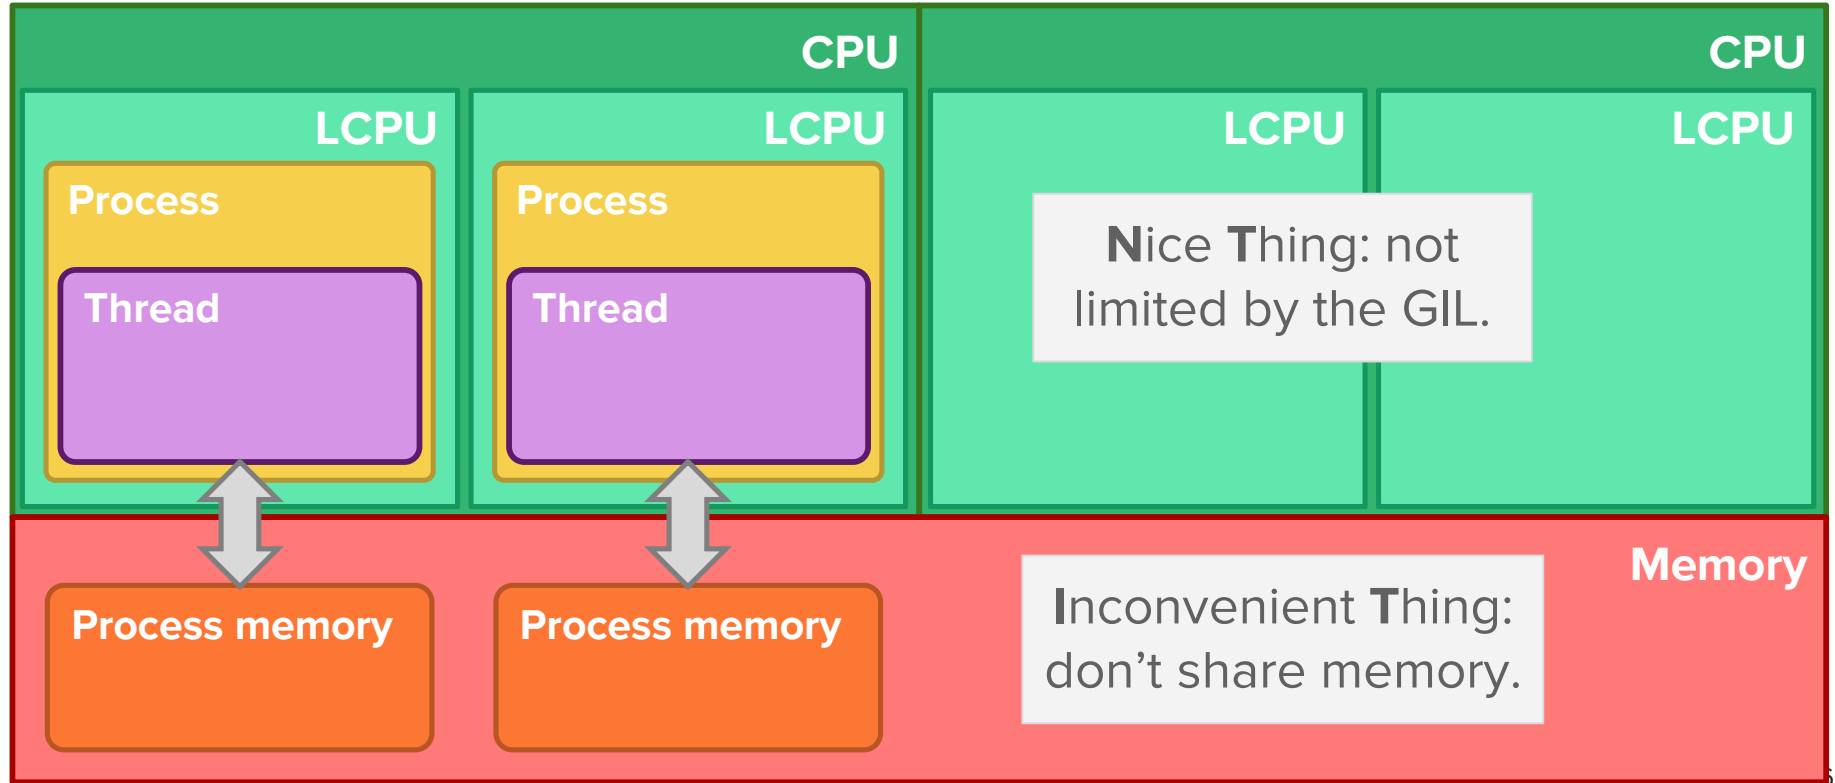 CPU
CPU
LCPU
LCPU
LCPU
LCPU
Process
Process
Thread
Thread
Nice Thing: not
limited by the GIL.
Memory
Process memory
Process memory
Inconvenient Thing:
don’t share memory.